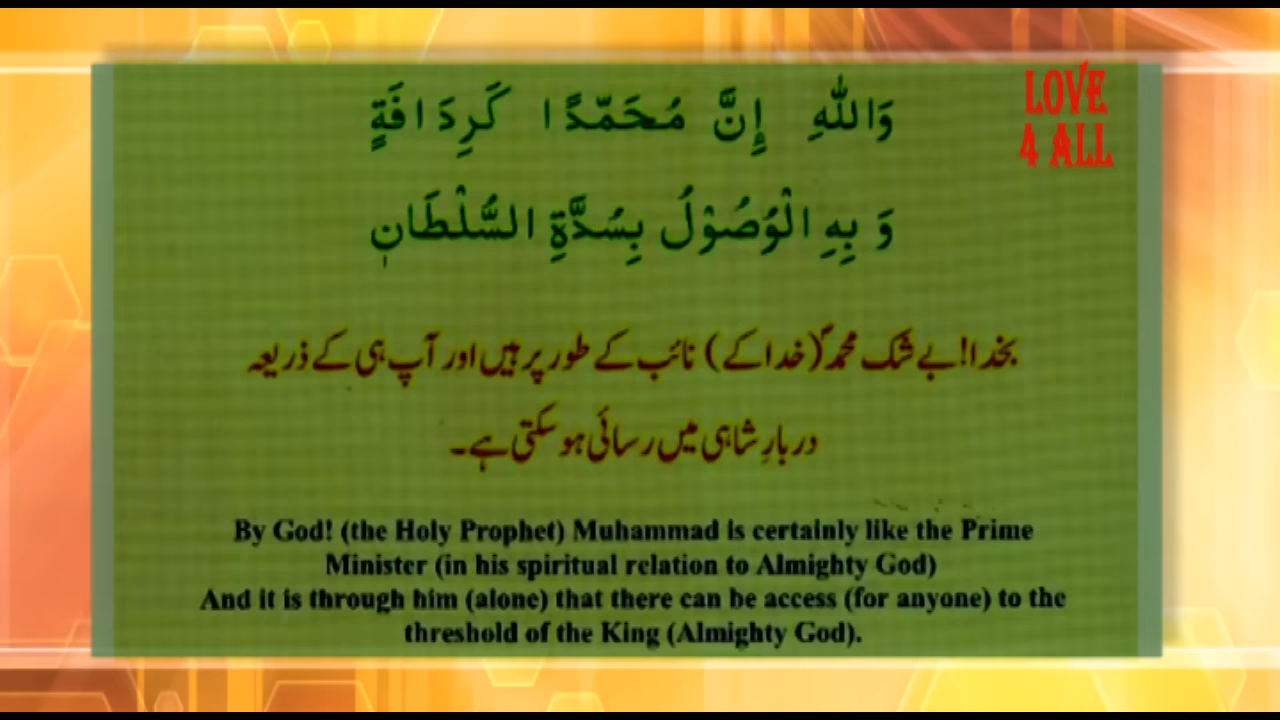 LOVE
4 ALL
وَاللّٰهِ إِنَّ مُحَمَّدًا كَرِدَافَةٍ
وَ بِهِ الْوُصُوْلُ بِسُدَّةِ السُّلْطَانِ
بخدا! بے شک محمدؐ (خدا کے) نائب کے طور پر ہیں اور آپ ہی کے ذریعہ
دربارِ شاہی میں رسائی ہو سکتی ہے۔
By God! (the Holy Prophet) Muhammad is certainly like the Prime
Minister (in his spiritual relation to Almighty God)
And it is through him (alone) that there can be access (for anyone) to the
threshold of the King (Almighty God).